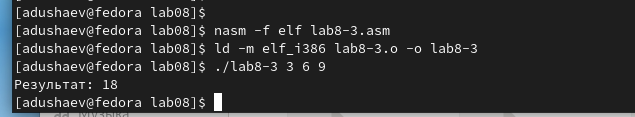 [adushaev@fedora lab08]$
[adushaev@fedora lab08]$ nasm -f elf lab8-3.asm
[adushaev@fedora lab08]$ ld -m elf_i386 lab8-3.o -o lab8-3
[adushaev@fedora lab08]$ ./lab8-3 3 6 9
Результат: 18
[adushaev@fedora lab08]$